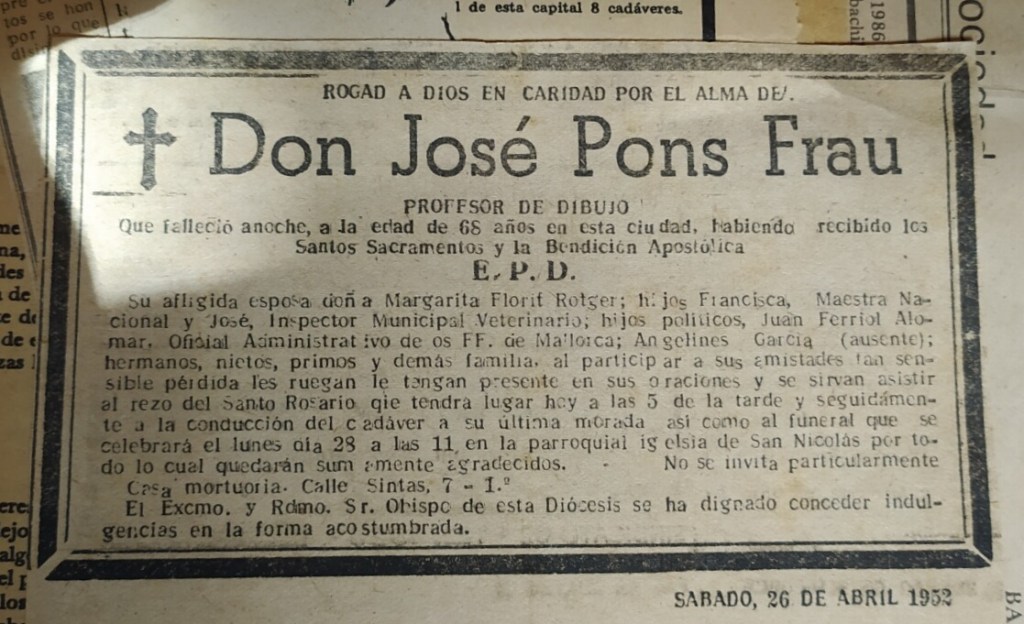 1 de esta capital 8 cadáveres.
ROGAD A DIOS EN CARIDAD POR EL ALMA DE
Don José Pons Frau
PROFFSOR DE DIBUJO
Que falleció anoche, a la edad de 68 años en esta ciudad, habiendo recibido los
Santos Sacramentos y la Bendición Apostólica
E. P. D.
Su afligida esposa doña Margarita Florit Rotger; hijos Francisca, Maestra Na-
cional y José, Inspector Municipal Veterinario; hijos políticos, Juan Ferriol Alo-
mar, Oficial Administrativo de os FF. de Mallorca; Angelines García (ausente);
hermanos, nietos, primos y demás familia, al participar a sus amistades tan sen-
sible pérdida les ruegan le tengan presente en sus oraciones y se sirvan asistir
al rezo del Santo Rosario qie tendra lugar hoy a las 5 de la tarde y seguidámen-
te a la conducción del cadáver a su última morada así como al funeral que se
celebrará el lunes día 28 a las 11 en la parroquial igelsia de San Nicolás por to-
do lo cual quedarán sumamente agradecidos. - No se invita particularmente
Casa mortuoria. Calle Sintas, 7 - 1.º
El Excmo. y Rdmo. Sr. Obispo de esta Diócesis se ha dignado conceder indul-
gencias en la forma acostumbrada.
SABADO, 26 DE ABRIL 1952